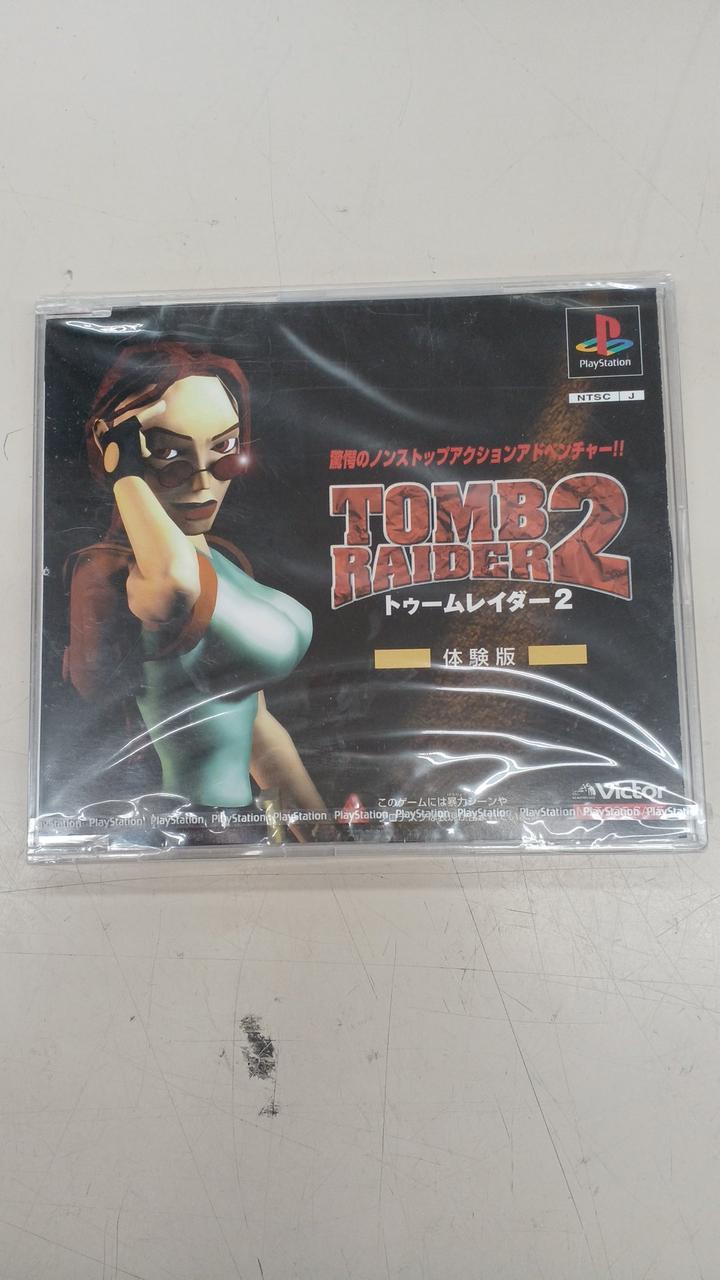 PlayStation
NTSC J
驚愕のノンストップアクションアドベンチャー!!
TOMB
RAIDER 2
トゥームレイダー2
体験版
Victor
このゲームには暴力シーンや
PlayStation PlayStation PlayStation PlayStation PlayStation PlayStation PlayStation PlayStation PlayStation PlayStation